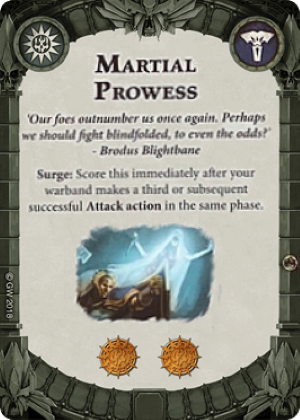 MARTIAL
PROWESS
'Our foes outnumber us once again. Perhaps
we should fight blindfolded, to even the odds?'
- Brodus Blightbane
Surge: Score this immediately after your
warband makes a third or subsequent
successful Attack action in the same phase.
© GW 2018